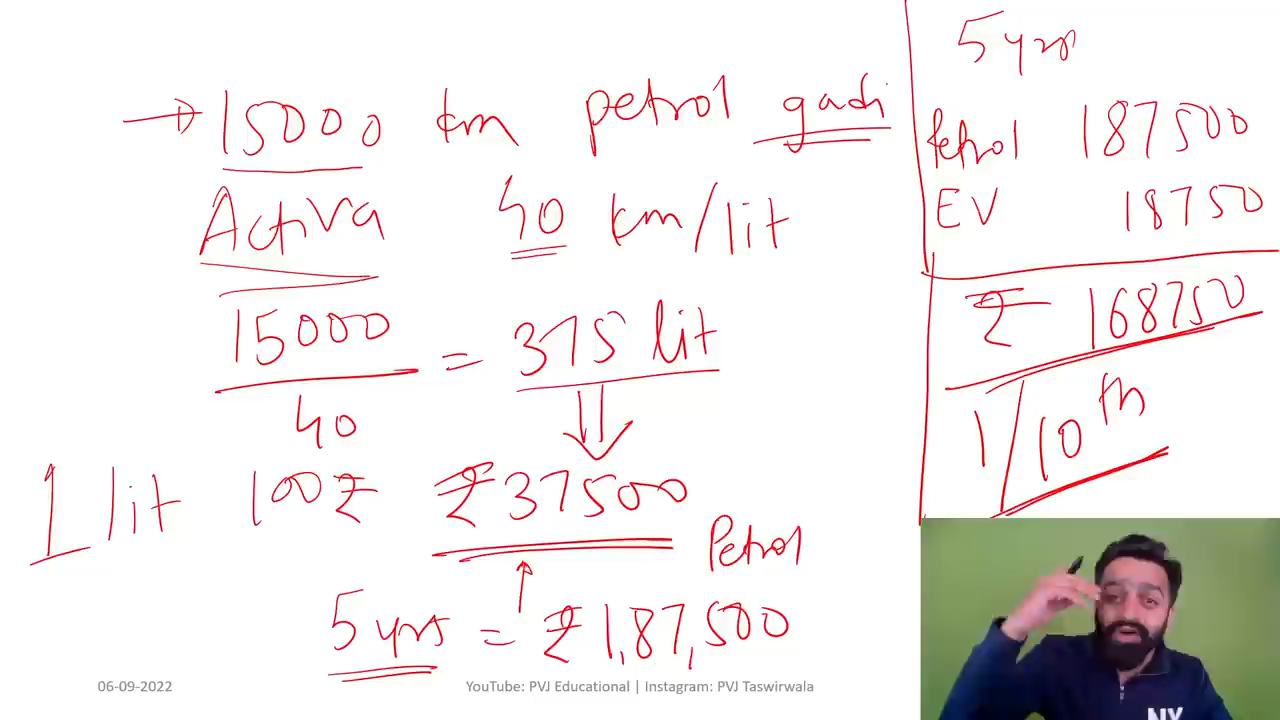 → 15000 km petrol gadi
Activa 40 km/lit
15000
40
= 375 lit
1 lit 100₹ ₹37500
Petrol
5 yrs = ₹1,87,500
5 yrs
Petrol 187500
EV 18750
₹ 168750
1/10th
06-09-2022
YouTube: PVJ Educational | Instagram: PVJ Taswirwala
NY